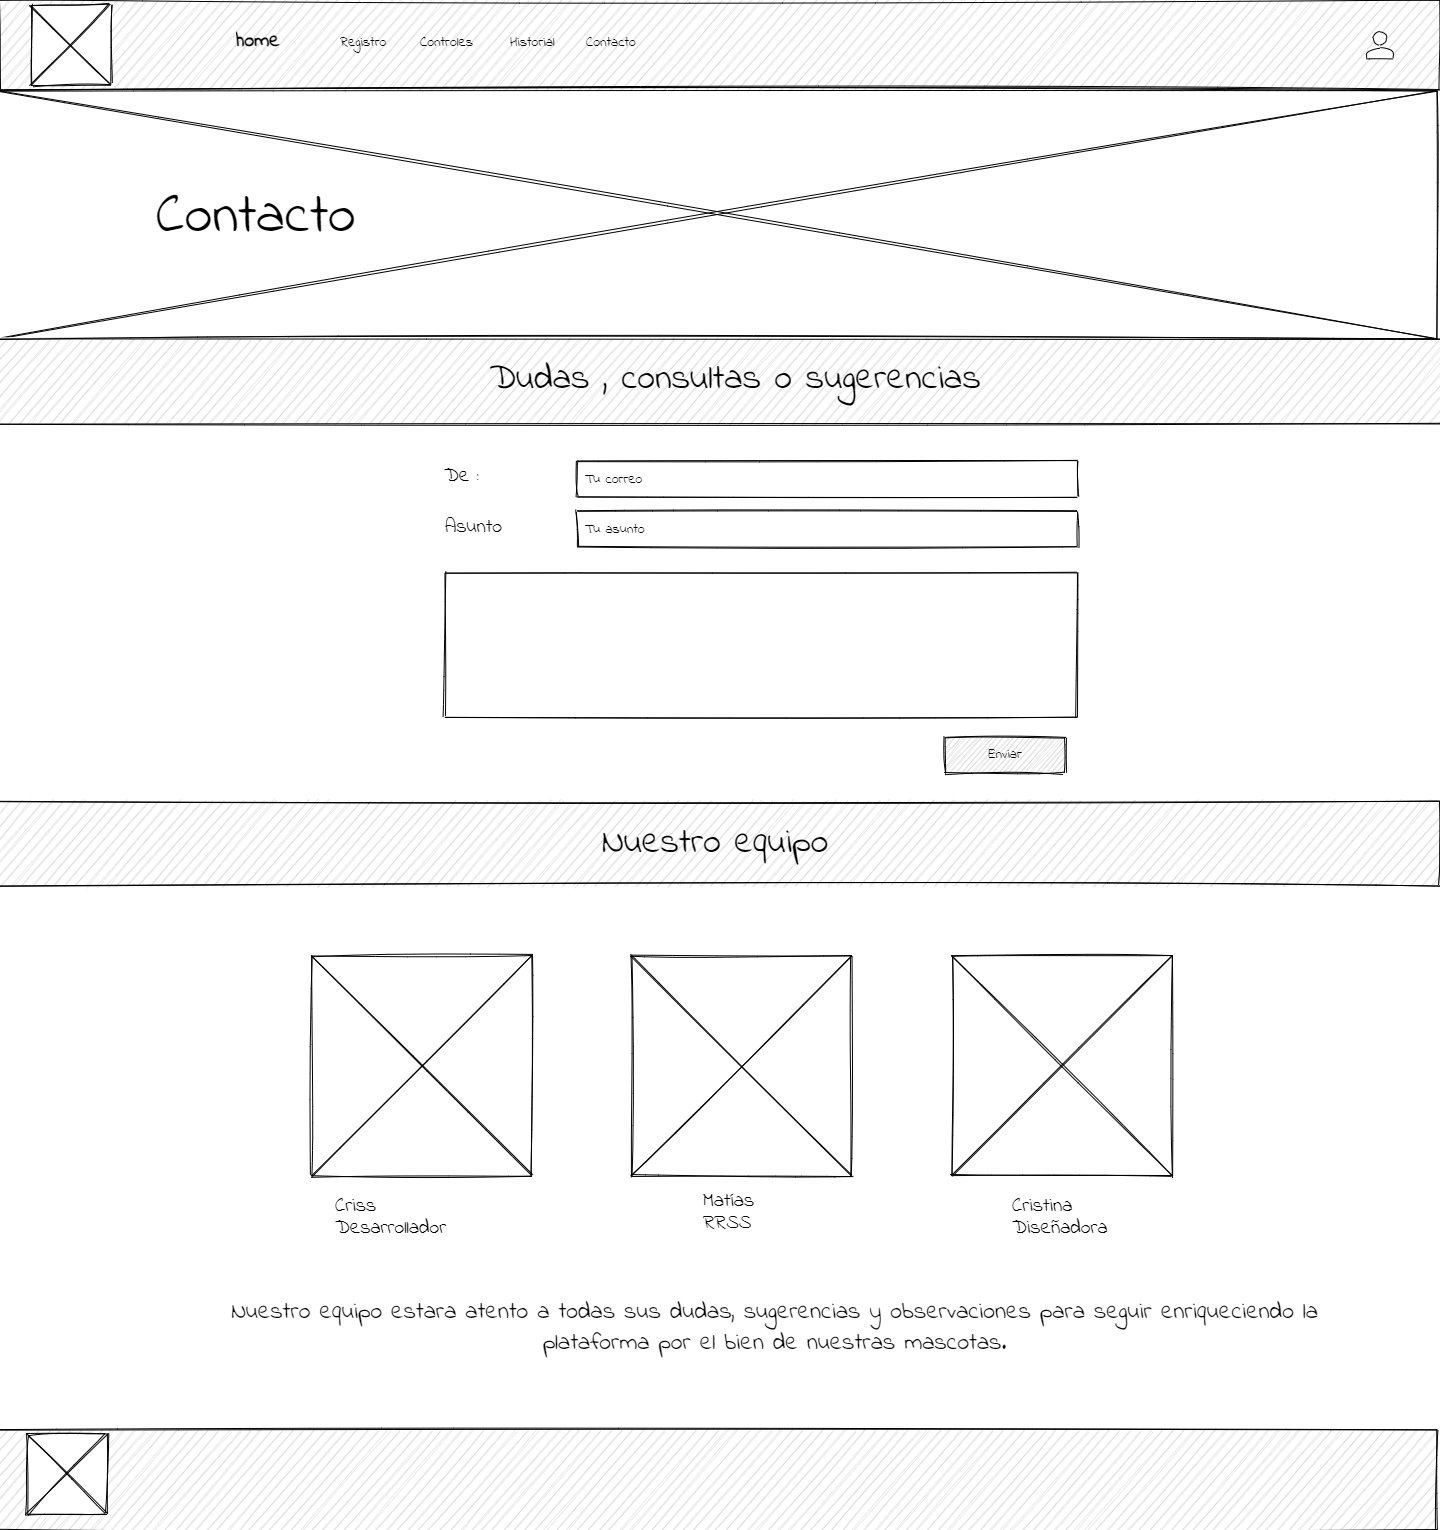 home Registro Controles Historial Contacto
Contacto
Dudas , consultas o sugerencias
De :
Tu correo
Asunto
Tu asunto
Enviar
Nuestro equipo
Criss
Desarrollador
Matías
RRSS
Cristina
Diseñadora
Nuestro equipo estara atento a todas sus dudas, sugerencias y observaciones para seguir enriqueciendo la
plataforma por el bien de nuestras mascotas.